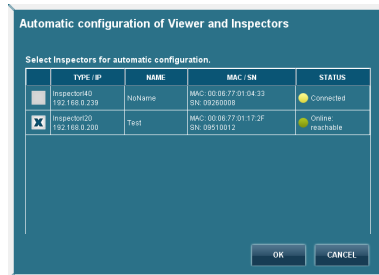 Automatic configuration of Viewer and Inspectors
Select Inspectors for automatic configuration.
TYPE / IP NAME MAC / SN STATUS
InspectorI40 NoName MAC: 00:06:77:01:04:33 Connected
192.168.0.239 SN: 09260008
InspectorI20 Test MAC: 00:06:77:01:17:2F Online:
192.168.0.200 SN: 09510012 reachable
OK CANCEL